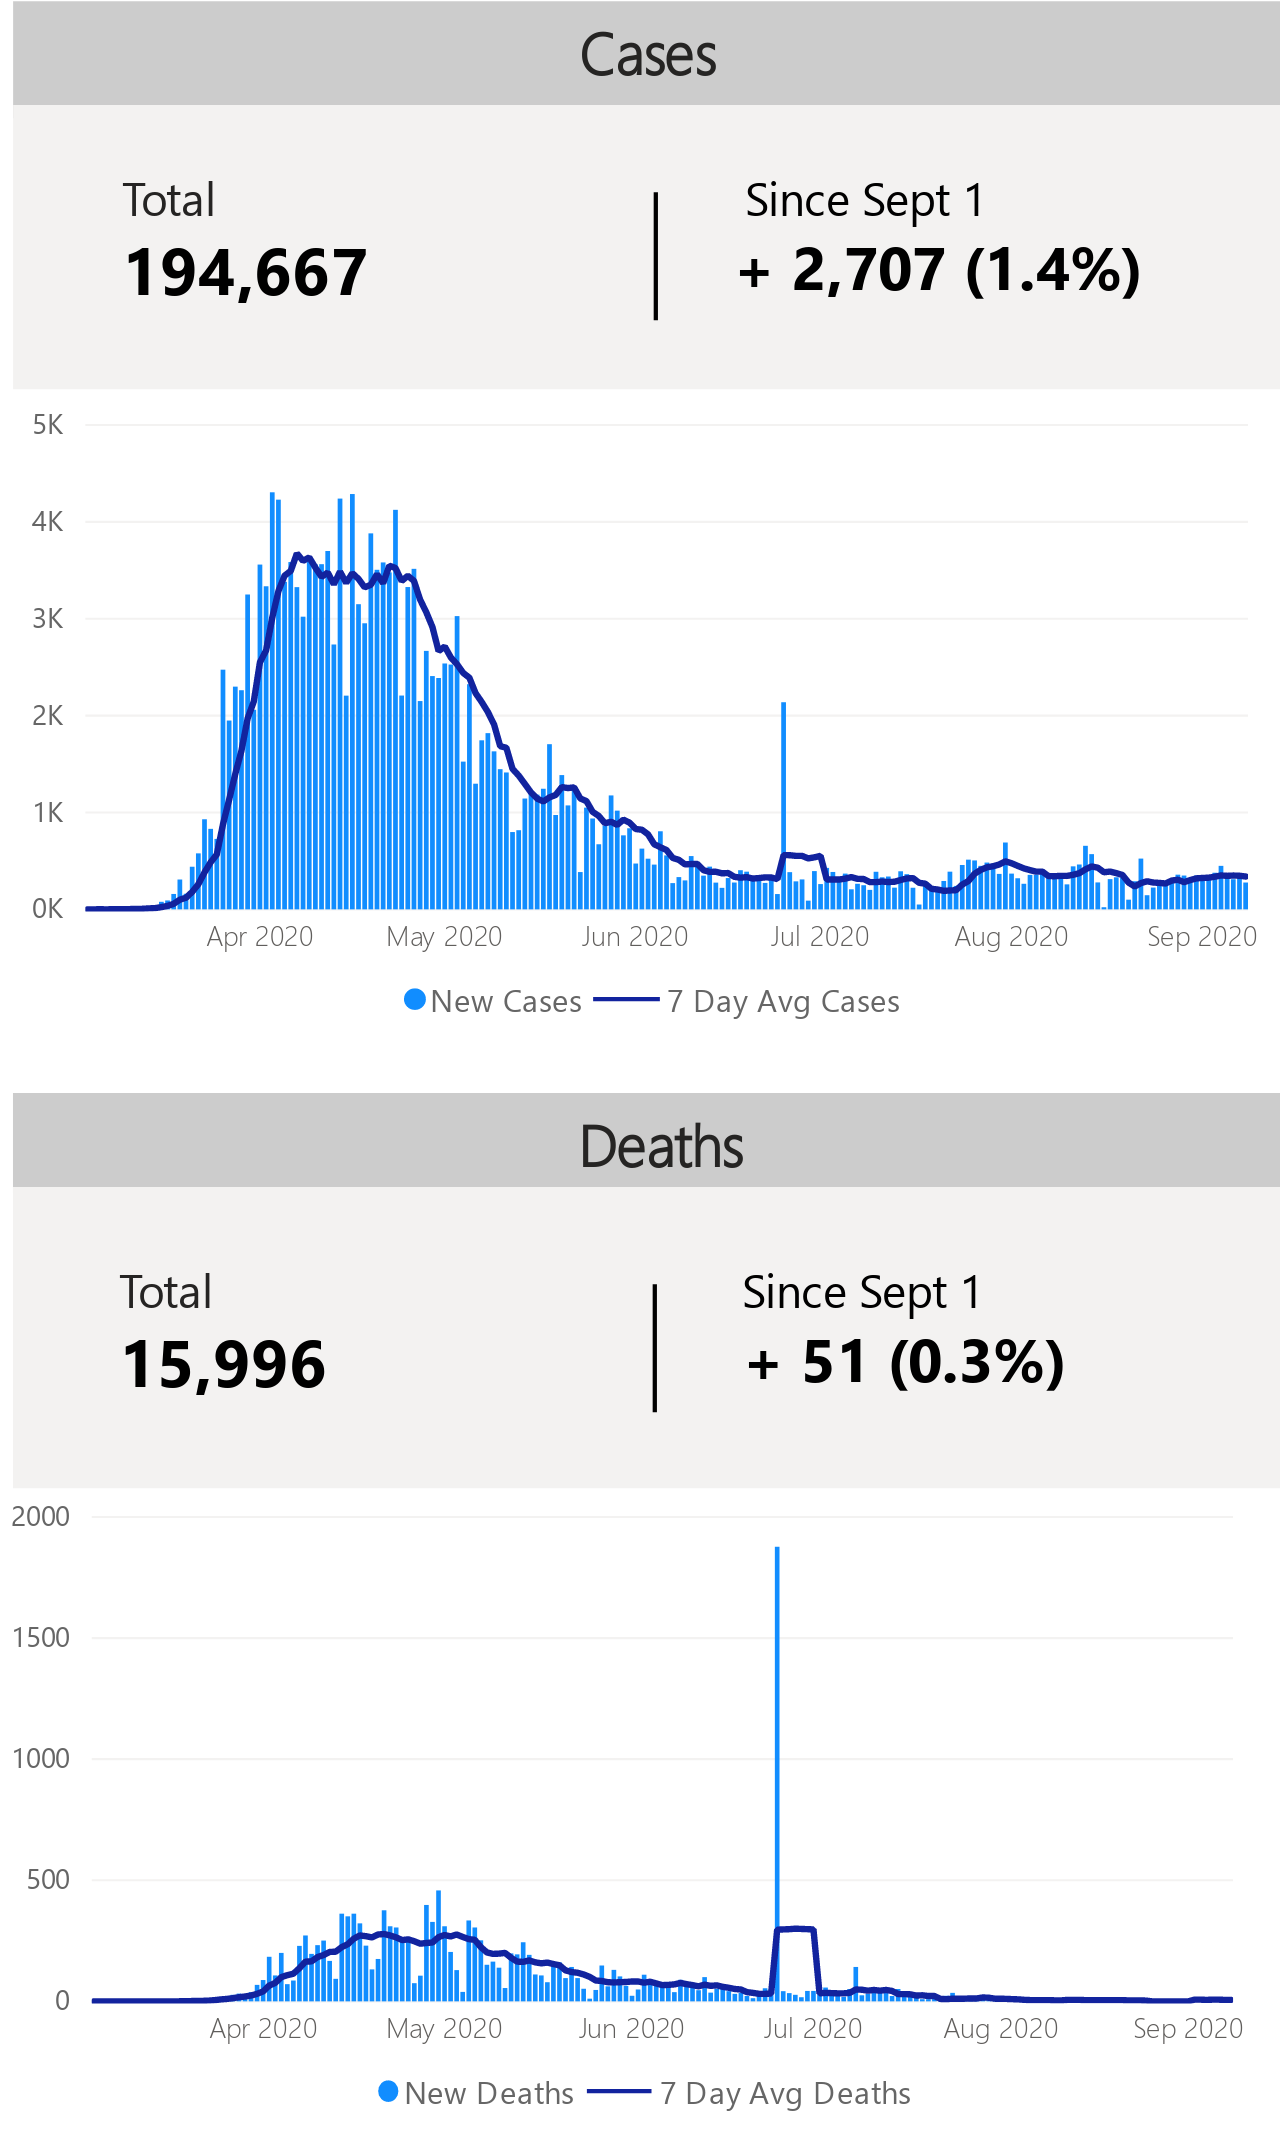 Cases
Total
Since Sept 1
194,667
+ 2,707 (1.4%)
5K
4K
3K
2K
1K
0K
Apr 2020
May 2020
Jun 2020
Jul 2020
Aug 2020
Sep 2020
New Cases
7 Day Avg Cases
Deaths
Total
Since Sept 1
15,996
+ 51 (0.3%)
2000
1500
1000
500
0
Apr 2020
May 2020
Jun 2020
Jul 2020
Aug 2020
Sep 2020
New Deaths
7 Day Avg Deaths